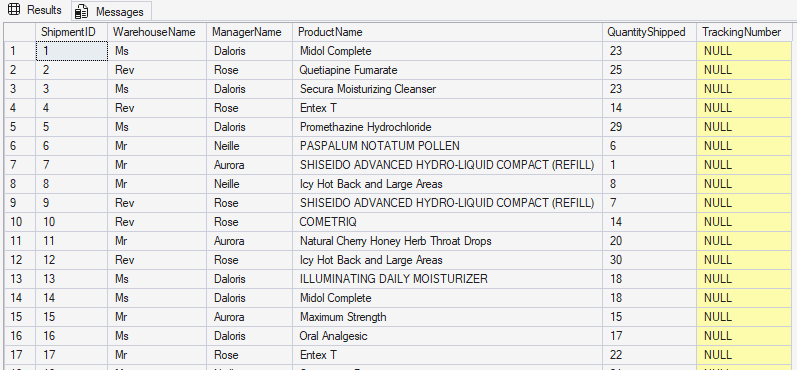 Results Messages
ShipmentID WarehouseName ManagerName ProductName QuantityShipped TrackingNumber
1 1 Ms Daloris Midol Complete 23 NULL
2 2 Rev Rose Quetiapine Fumarate 25 NULL
3 3 Ms Daloris Secura Moisturizing Cleanser 23 NULL
4 4 Rev Rose Entex T 14 NULL
5 5 Ms Daloris Promethazine Hydrochloride 29 NULL
6 6 Mr Neille PASPALUM NOTATUM POLLEN 6 NULL
7 7 Mr Aurora SHISEIDO ADVANCED HYDRO-LIQUID COMPACT (REFILL) 1 NULL
8 8 Mr Neille Icy Hot Back and Large Areas 8 NULL
9 9 Rev Rose SHISEIDO ADVANCED HYDRO-LIQUID COMPACT (REFILL) 7 NULL
10 10 Rev Rose COMETRIQ 14 NULL
11 11 Mr Aurora Natural Cherry Honey Herb Throat Drops 20 NULL
12 12 Rev Rose Icy Hot Back and Large Areas 30 NULL
13 13 Ms Daloris ILLUMINATING DAILY MOISTURIZER 18 NULL
14 14 Ms Daloris Midol Complete 18 NULL
15 15 Mr Aurora Maximum Strength 15 NULL
16 16 Ms Daloris Oral Analgesic 17 NULL
17 17 Mr Rose Entex T 22 NULL